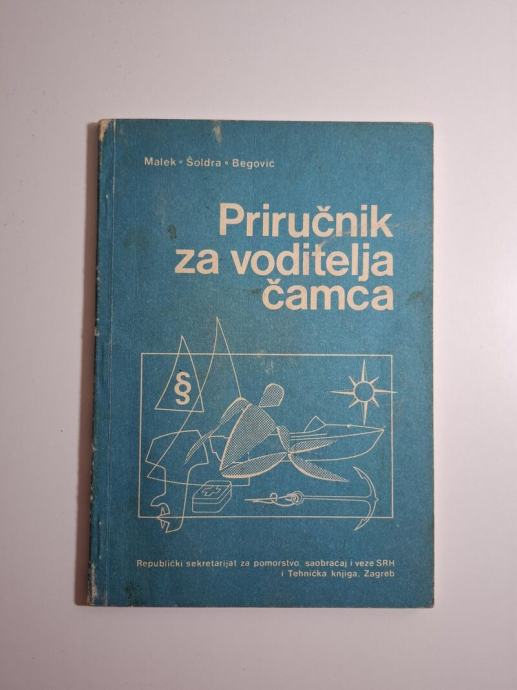 Malek • Šoldra • Begović
Priručnik
za voditelja
čamca
§
Republički sekretarijat za pomorstvo, saobraćaj i veze SRH
i Tehnička knjiga, Zagreb